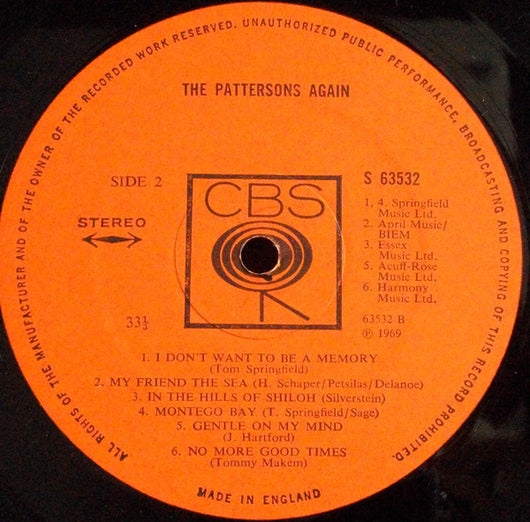 ALL RIGHTS OF THE MANUFACTURER AND OF THE OWNER OF THE RECORDED WORK RESERVED. UNAUTHORIZED PUBLIC PERFORMANCE, BROADCASTING AND COPYING OF THIS RECORD PROHIBITED.
THE PATTERSONS AGAIN
SIDE 2
STEREO
33⅓
CBS
S 63532
1, 4. Springfield
Music Ltd.
2. April Music/
BIEM
3. Essex
Music Ltd.
5. Acuff-Rose
Music Ltd.
6. Harmony
Music Ltd.
63532 B
℗ 1969
1. I DON'T WANT TO BE A MEMORY
(Tom Springfield)
2. MY FRIEND THE SEA (H. Schaper/Petsilas/Delanoe)
3. IN THE HILLS OF SHILOH (Silverstein)
4. MONTEGO BAY (T. Springfield/Sage)
5. GENTLE ON MY MIND
(J. Hartford)
6. NO MORE GOOD TIMES
(Tommy Makem)
MADE IN ENGLAND